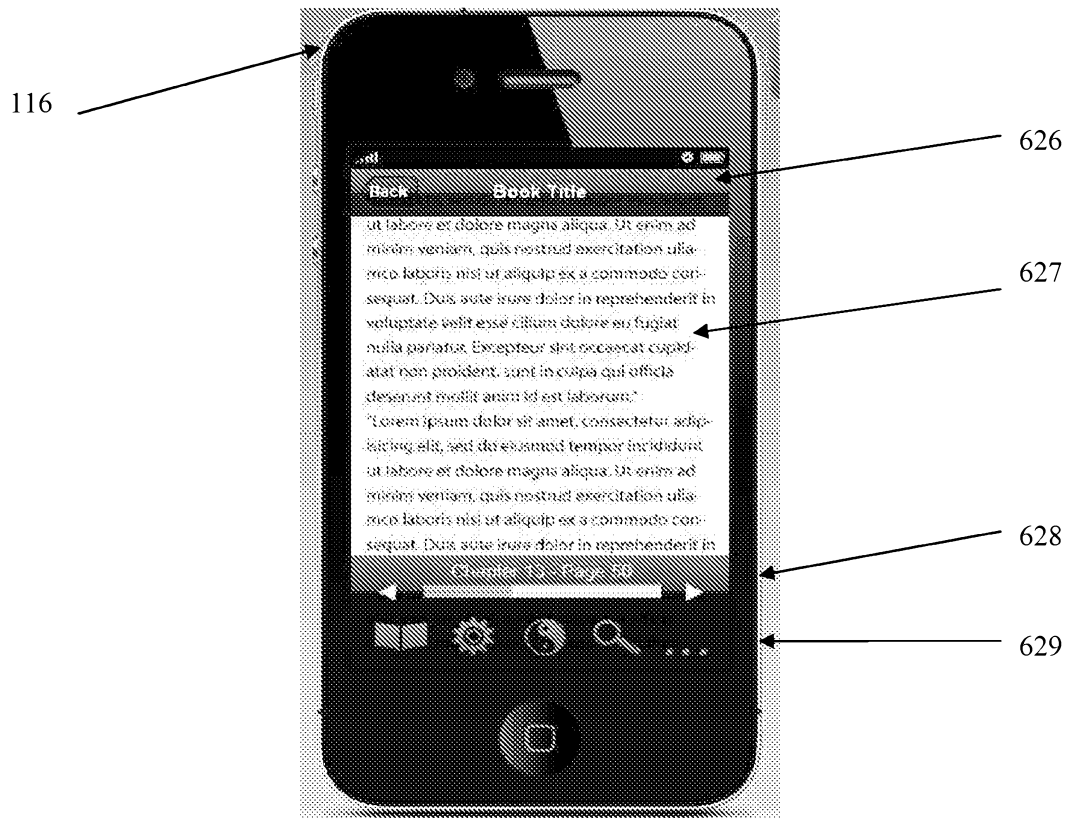 116
626
Back Book Title
ut labore et dolore magna aliqua. Ut enim ad
minim veniam, quis nostrud exercitation ulla-
mco laboris nisi ut aliquip ex a commodo con-
sequat. Duis aute irure dolor in reprehenderit in
voluptate velit esse cillum dolore eu fugiat
nulla pariatur. Excepteur sint occaecat cupid-
atat non proident, sunt in culpa qui officia
deserunt mollit anim id est laborum."
"Lorem ipsum dolor sit amet, consectetur adip-
isicing elit, sed do eiusmod tempor incididunt
ut labore et dolore magna aliqua. Ut enim ad
minim veniam, quis nostrud exercitation ulla-
mco laboris nisi ut aliquip ex a commodo con-
sequat. Duis aute irure dolor in reprehenderit in
627
Chapter 15 - Page
628
629